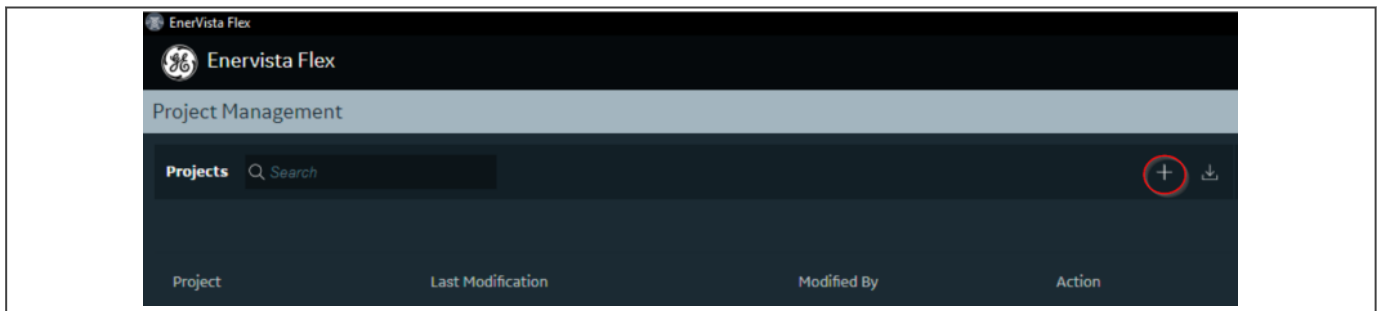 EnerVista Flex
Enervista Flex
Project Management
Projects Search
Project Last Modification Modified By Action